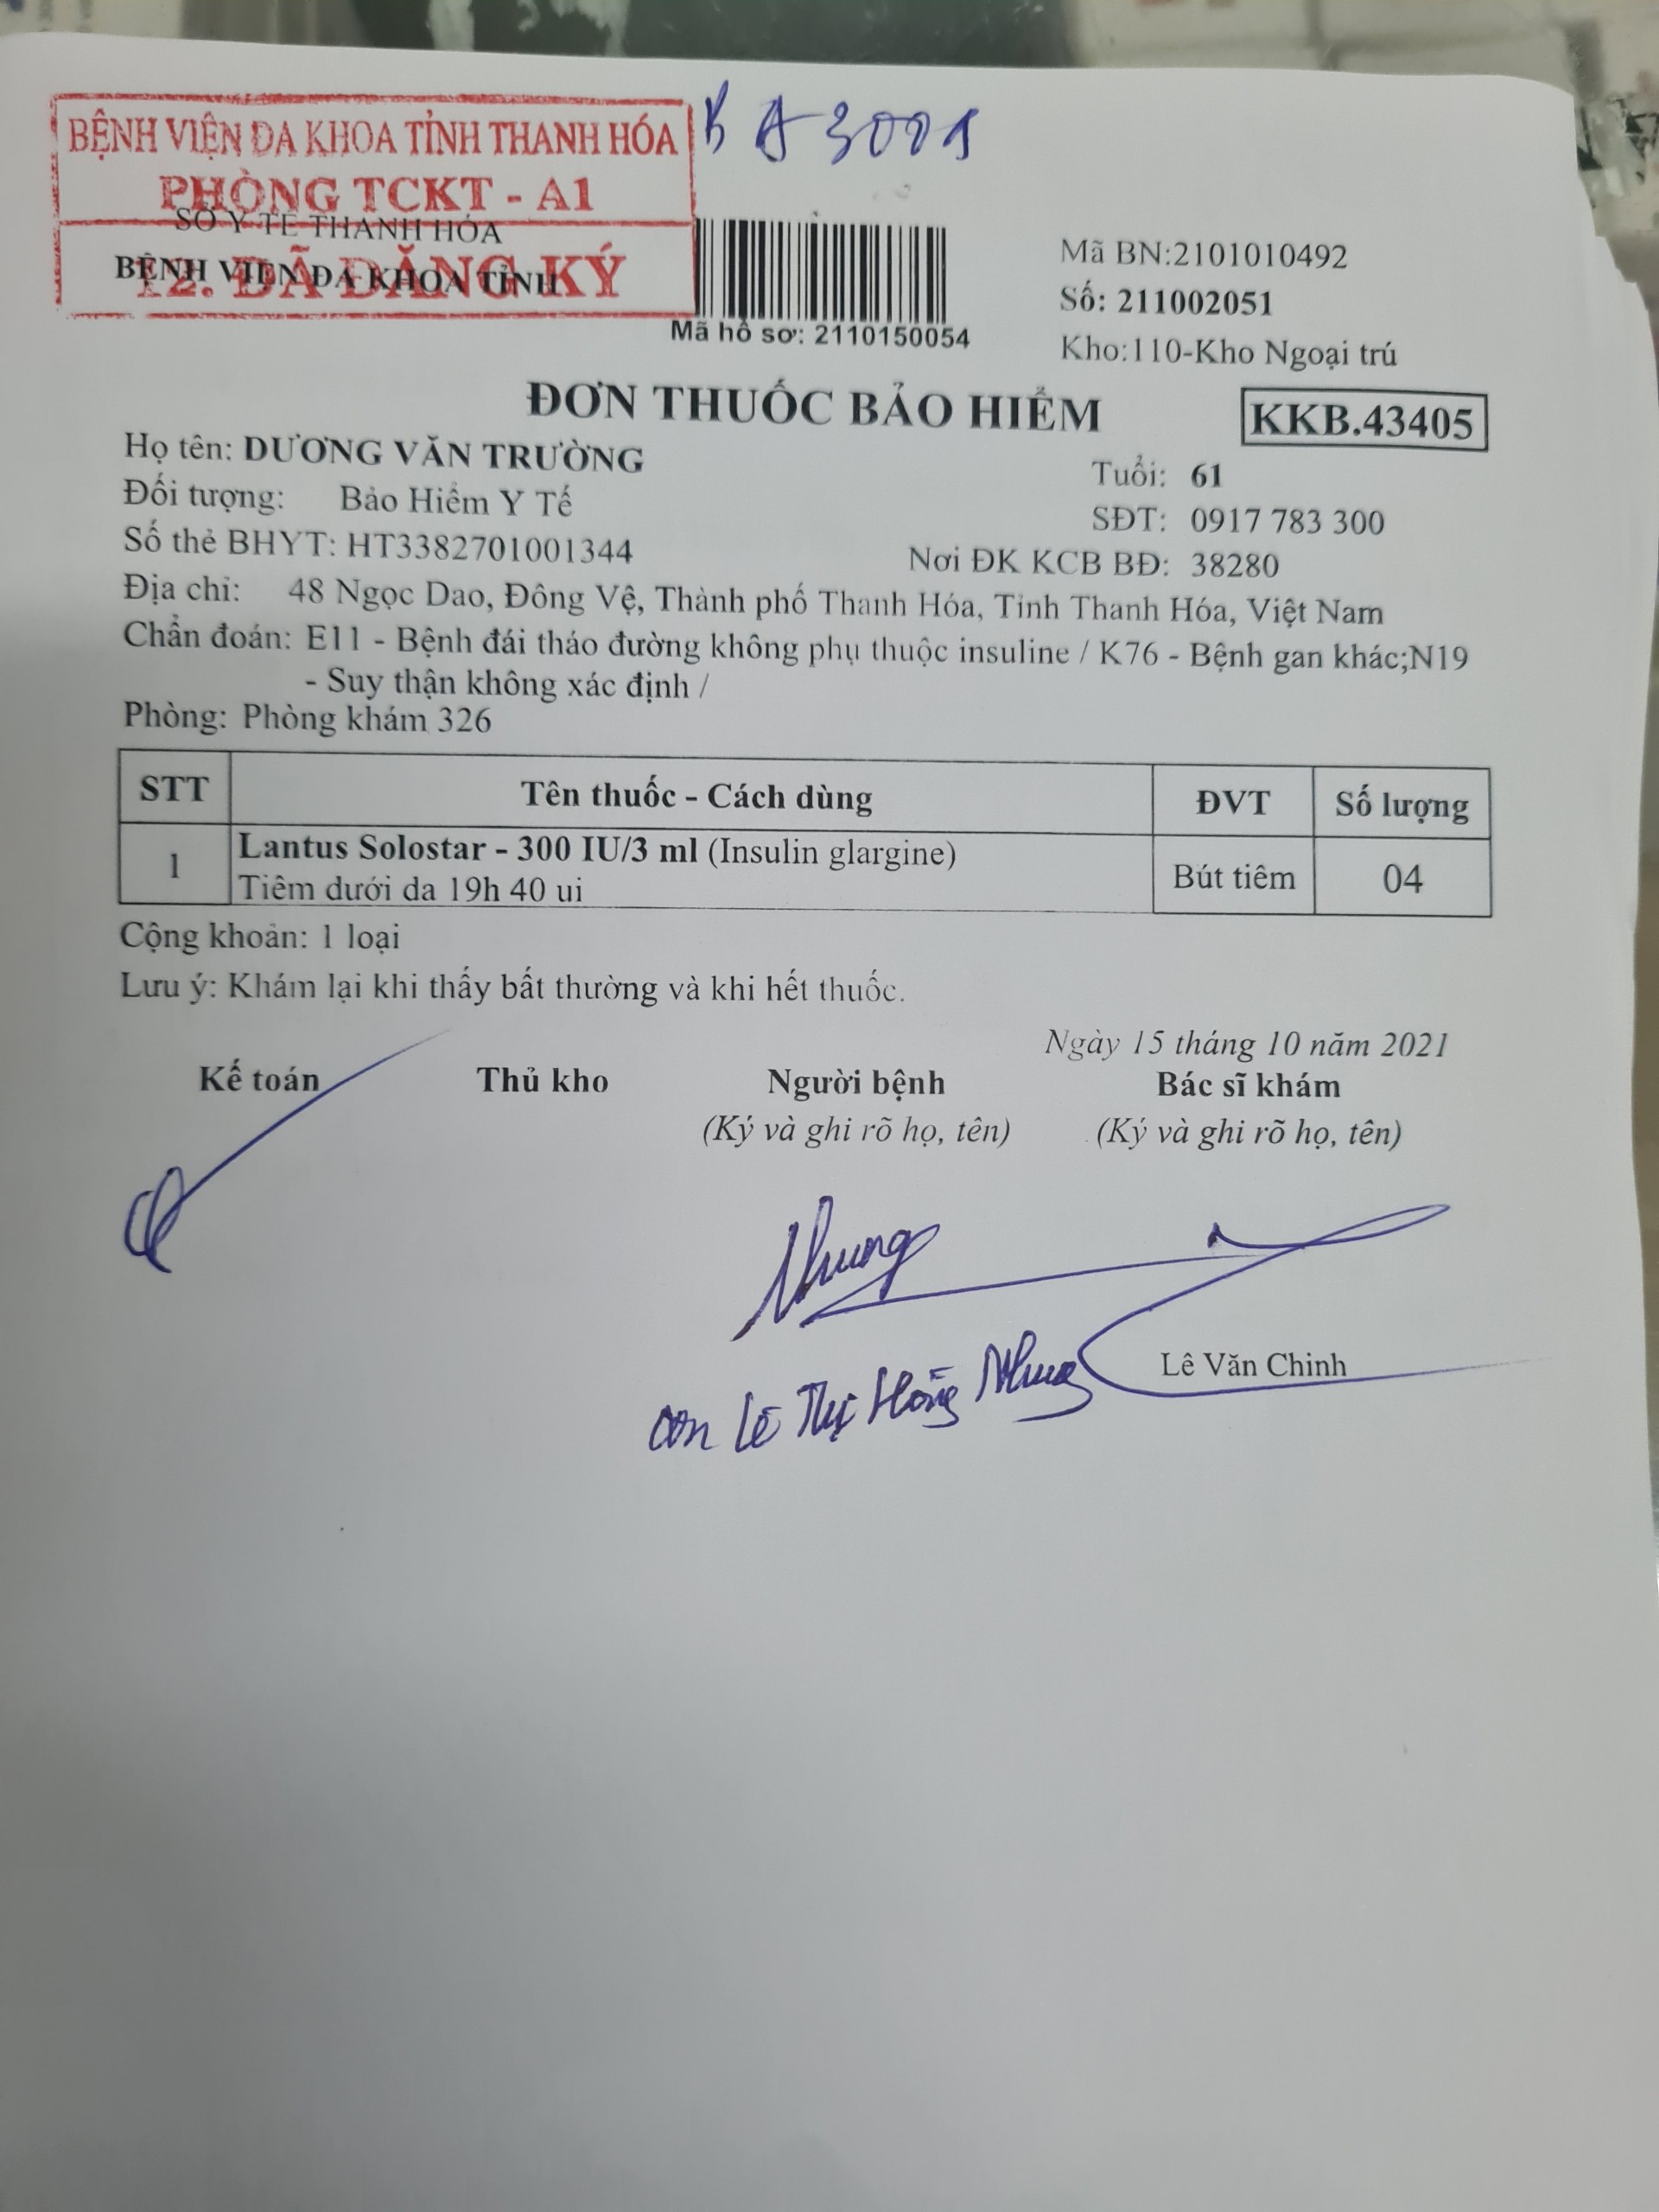 BỆNH VIỆN ĐA KHOA TỈNH THANH HÓA
PHÒNG TCKT - A1
12. ĐÃ ĐĂNG KÝ
SỞ Y TẾ THANH HÓA
BỆNH VIỆN ĐA KHOA TỈNH
Mã hồ sơ: 2110150054
Mã BN:2101010492
Số: 211002051
Kho:110-Kho Ngoại trú
ĐƠN THUỐC BẢO HIỂM
KKB.43405
Họ tên: DƯƠNG VĂN TRƯỜNG
Tuổi: 61
Đối tượng: Bảo Hiểm Y Tế
SĐT: 0917 783 300
Số thẻ BHYT: HT3382701001344
Nơi ĐK KCB BĐ: 38280
Địa chỉ: 48 Ngọc Dao, Đông Vệ, Thành phố Thanh Hóa, Tỉnh Thanh Hóa, Việt Nam
Chẩn đoán: E11 - Bệnh đái tháo đường không phụ thuộc insuline / K76 - Bệnh gan khác;N19
- Suy thận không xác định /
Phòng: Phòng khám 326
STT Tên thuốc - Cách dùng ĐVT Số lượng
1 Lantus Solostar - 300 IU/3 ml (Insulin glargine) Bút tiêm 04
Tiêm dưới da 19h 40 ui
Cộng khoản: 1 loại
Lưu ý: Khám lại khi thấy bất thường và khi hết thuốc.
Ngày 15 tháng 10 năm 2021
Kế toán Thủ kho Người bệnh Bác sĩ khám
(Ký và ghi rõ họ, tên) (Ký và ghi rõ họ, tên)
Nhung
Lê Văn Chinh
con Lê Thị Hồng Nhung